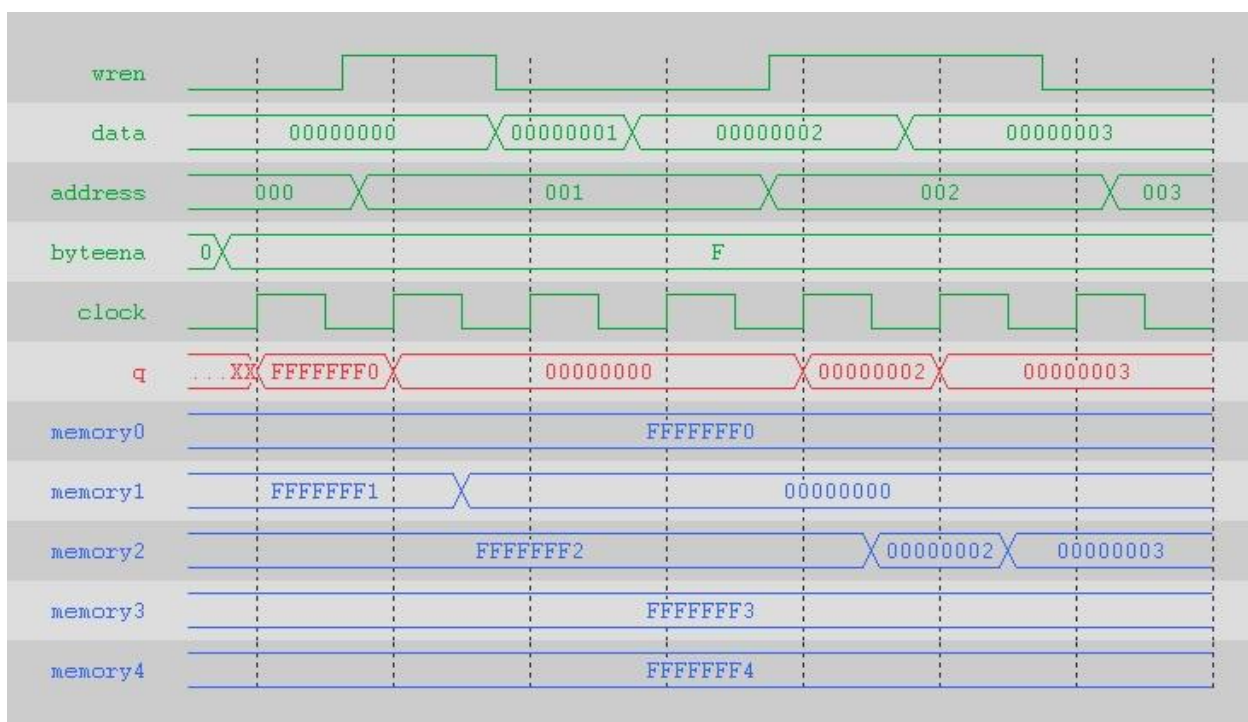 wren
data 00000000 00000001 00000002 00000003
address 000 001 002 003
byteena 0 F
clock
q ...XX FFFFFFF0 00000000 00000002 00000003
memory0 FFFFFFF0
memory1 FFFFFFF1 00000000
memory2 FFFFFFF2 00000002 00000003
memory3 FFFFFFF3
memory4 FFFFFFF4